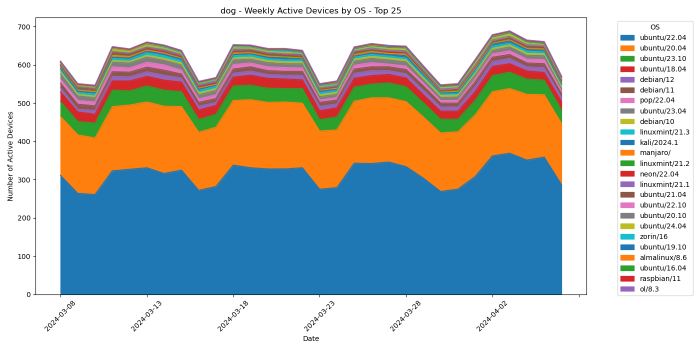 dog - Weekly Active Devices by OS - Top 25
Number of Active Devices
700
600
500
400
300
200
100
0
2024-03-08
2024-03-13
2024-03-18
2024-03-23
2024-03-28
2024-04-02
Date
OS
ubuntu/22.04
ubuntu/20.04
ubuntu/23.10
ubuntu/18.04
debian/12
debian/11
pop/22.04
ubuntu/23.04
debian/10
linuxmint/21.3
kali/2024.1
manjaro/
linuxmint/21.2
neon/22.04
linuxmint/21.1
ubuntu/21.04
ubuntu/22.10
ubuntu/20.10
ubuntu/24.04
zorin/16
ubuntu/19.10
almalinux/8.6
ubuntu/16.04
raspbian/11
ol/8.3